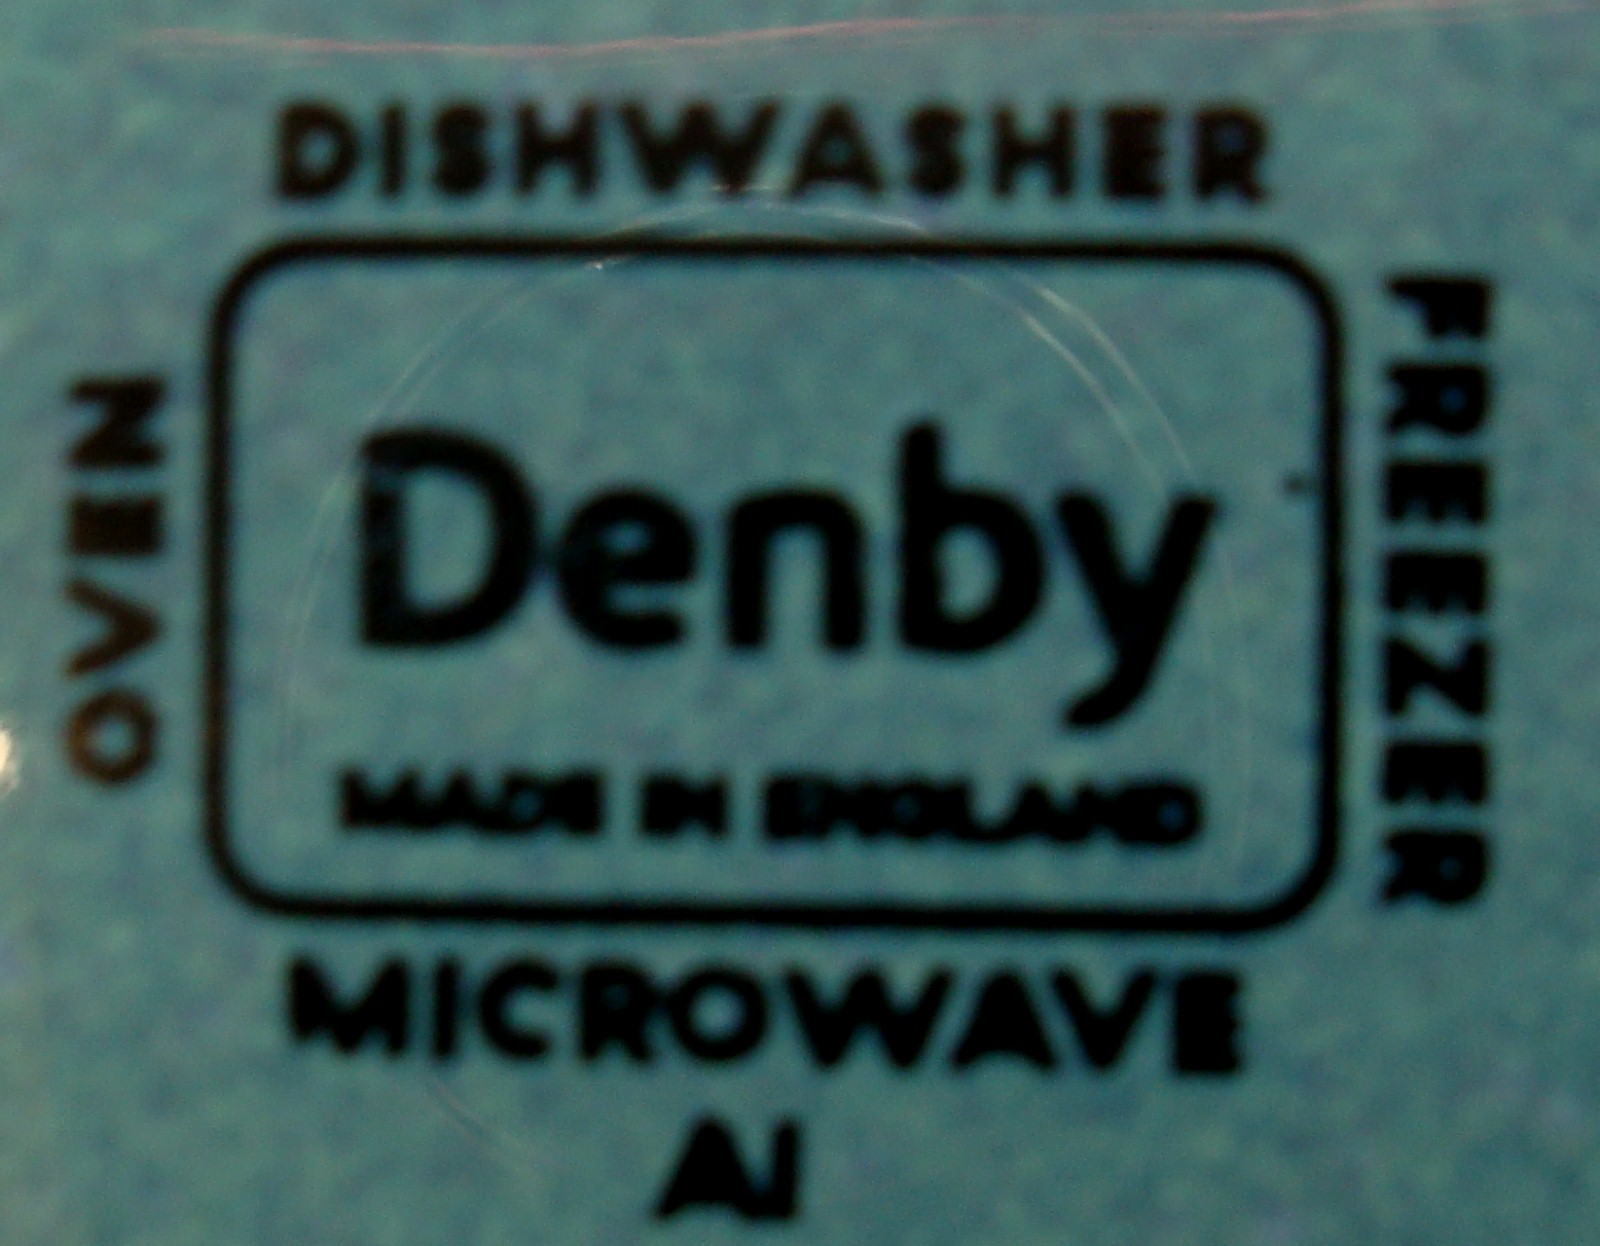 DISHWASHER
OVEN
Denby
MADE IN ENGLAND
FREEZER
MICROWAVE
AI